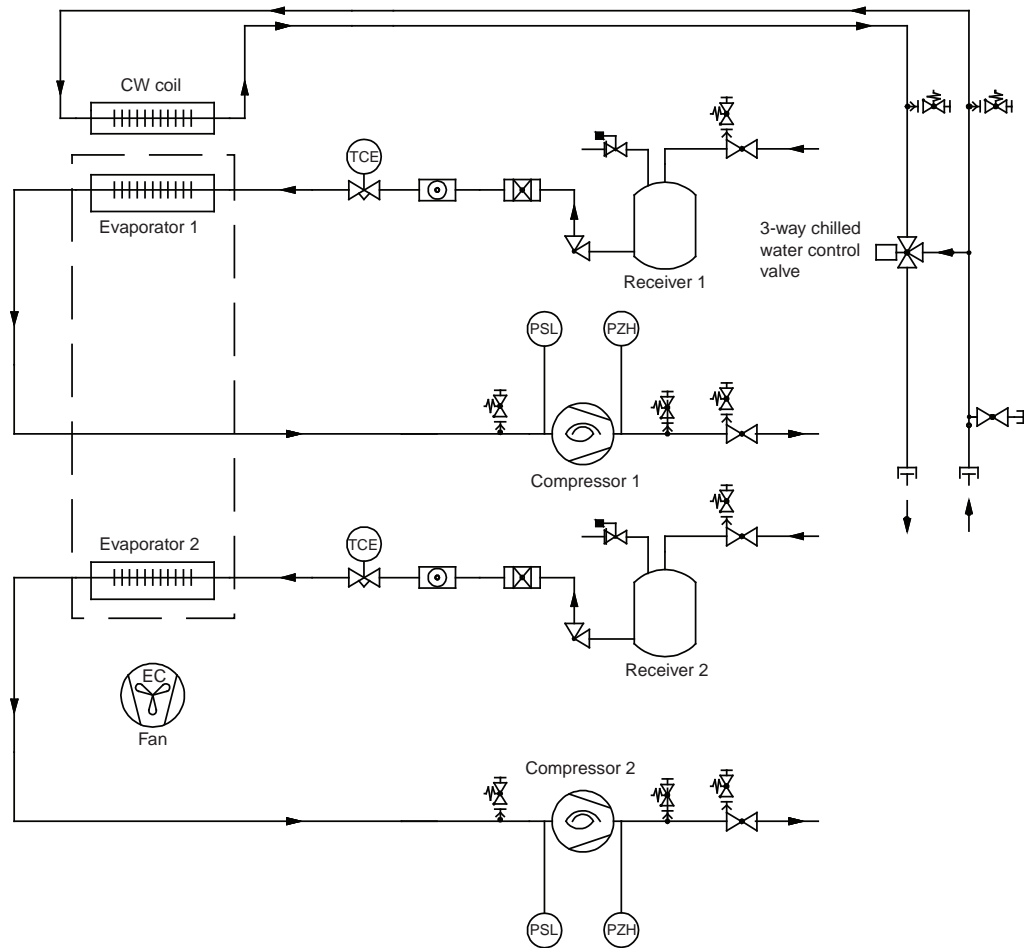 CW coil
TCE
Evaporator 1
Receiver 1
3-way chilled
water control
valve
PSL
PZH
Compressor 1
Evaporator 2
TCE
Receiver 2
EC
Fan
Compressor 2
PSL
PZH